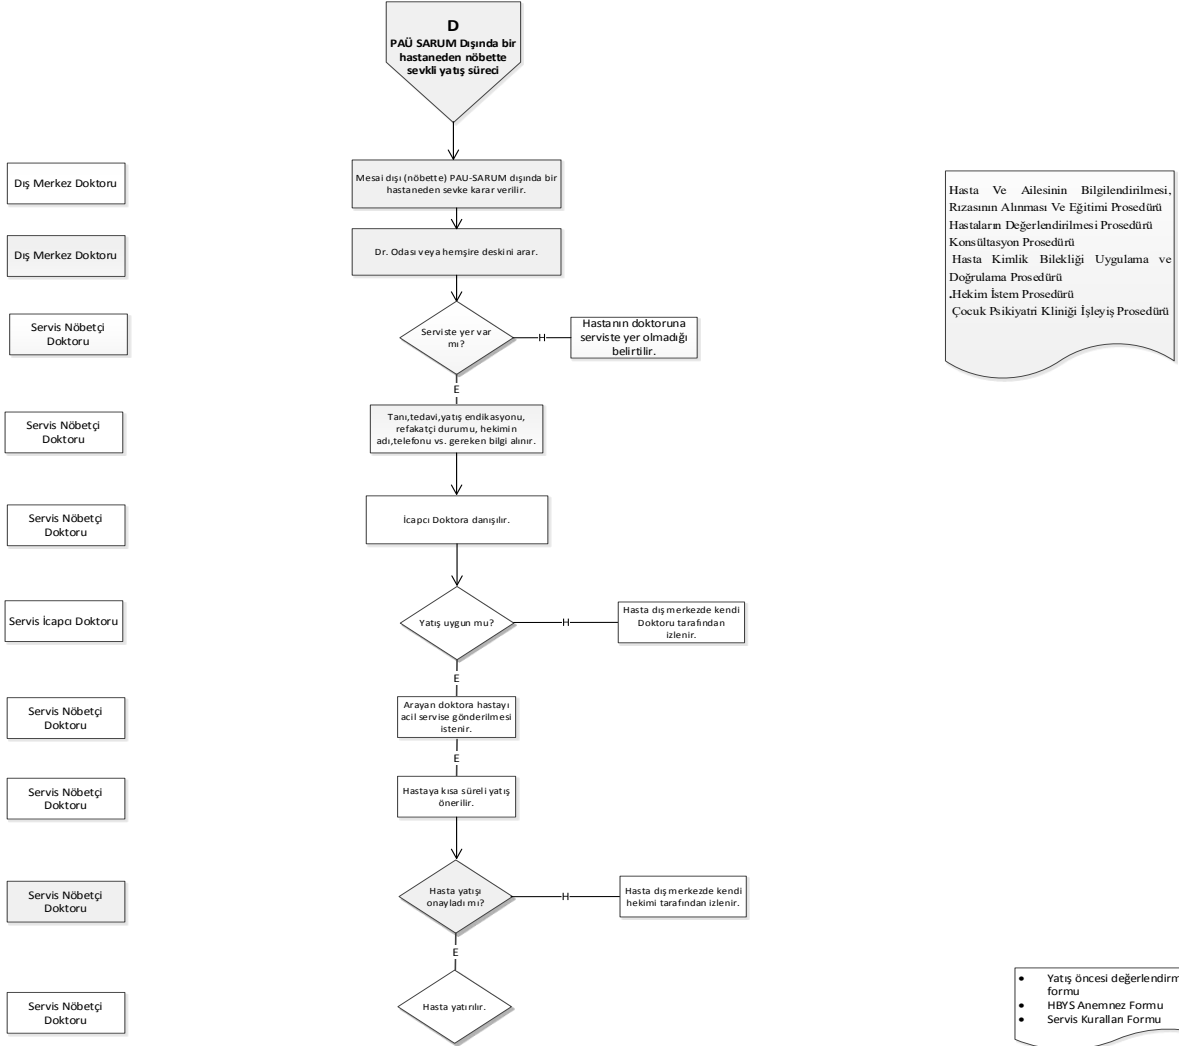 D
PAÜ SARUM Dışında bir
hastaneden nöbette
sevkli yatış süreci
Dış Merkez Doktoru
Mesai dışı (nöbette) PAU-SARUM dışında bir
hastaneden sevke karar verilir.
Hasta Ve Ailesinin Bilgilendirilmesi,
Rızasının Alınması Ve Eğitimi Prosedürü
Hastaların Değerlendirilmesi Prosedürü
Konsültasyon Prosedürü
Hasta Kimlik Bilekliği Uygulama ve
Doğrulama Prosedürü
.Hekim İstem Prosedürü
Çocuk Psikiyatri Kliniği İşleyiş Prosedürü
Dış Merkez Doktoru
Dr. Odası veya hemşire deskini arar.
Servis Nöbetçi
Doktoru
Serviste yer var
mı?
H
Hastanın doktoruna
serviste yer olmadığı
belirtilir.
E
Servis Nöbetçi
Doktoru
Tanı,tedavi,yatış endikasyonu,
refakatçi durumu, hekimin
adı,telefonu vs. gereken bilgi alınır.
Servis Nöbetçi
Doktoru
İcapcı Doktora danışılır.
Servis İcapcı Doktoru
Yatış uygun mu?
H
Hasta dış merkezde kendi
Doktoru tarafından
izlenir.
E
Servis Nöbetçi
Doktoru
Arayan doktora hastayı
acil servise gönderilmesi
istenir.
E
Servis Nöbetçi
Doktoru
Hastaya kısa süreli yatış
önerilir.
Servis Nöbetçi
Doktoru
Hasta yatışı
onayladı mı?
H
Hasta dış merkezde kendi
hekimi tarafından izlenir.
E
Servis Nöbetçi
Doktoru
Hasta yatırılır.
• Yatış öncesi değerlendirm
formu
• HBYS Anemnez Formu
• Servis Kuralları Formu